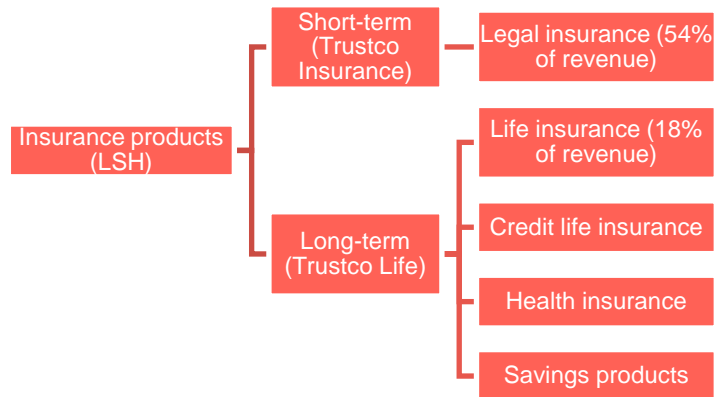 Short-term
(Trustco
Insurance)
Legal insurance (54%
of revenue)
Insurance products
(LSH)
Life insurance (18%
of revenue)
Long-term
(Trustco Life)
Credit life insurance
Health insurance
Savings products